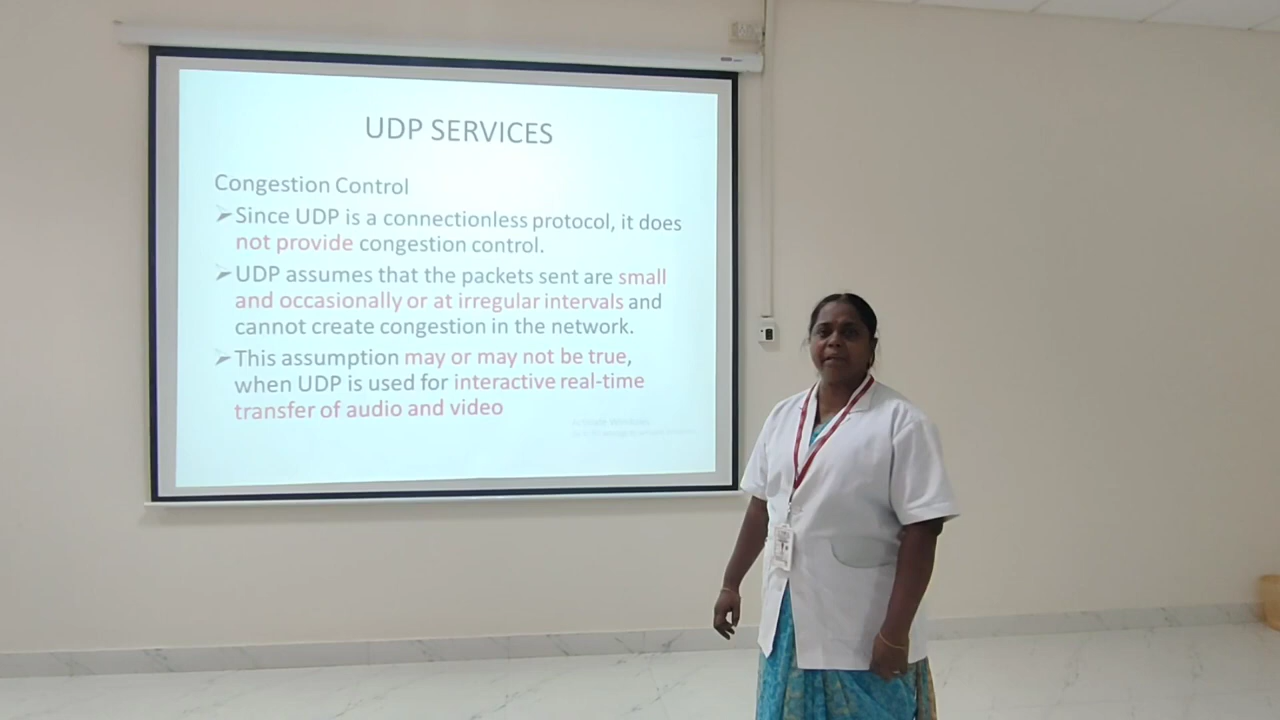 UDP SERVICES
Congestion Control
➢Since UDP is a connectionless protocol, it does
not provide congestion control.
➢UDP assumes that the packets sent are small
and occasionally or at irregular intervals and
cannot create congestion in the network.
➢This assumption may or may not be true,
when UDP is used for interactive real-time
transfer of audio and video
Activate Windows